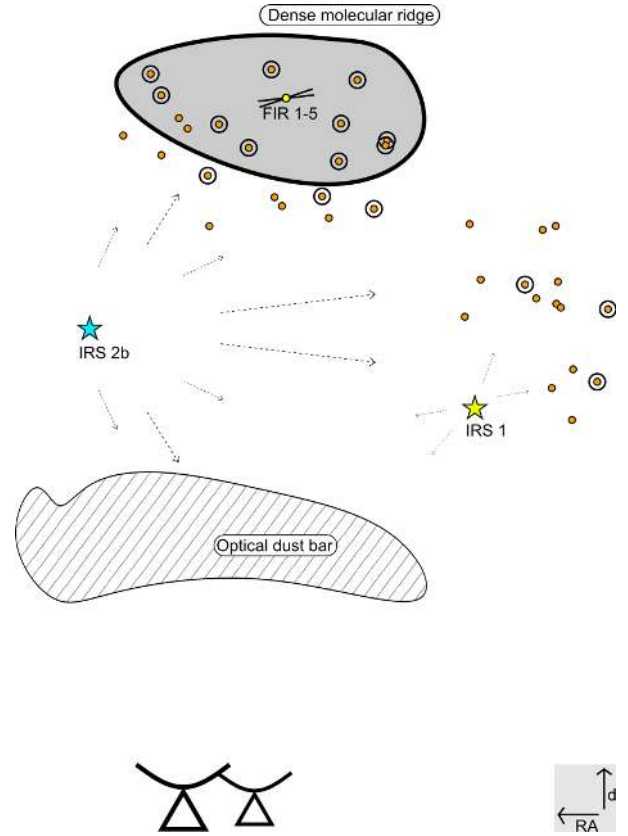 Dense molecular ridge
FIR 1-5
IRS 2b
IRS 1
Optical dust bar
d
RA